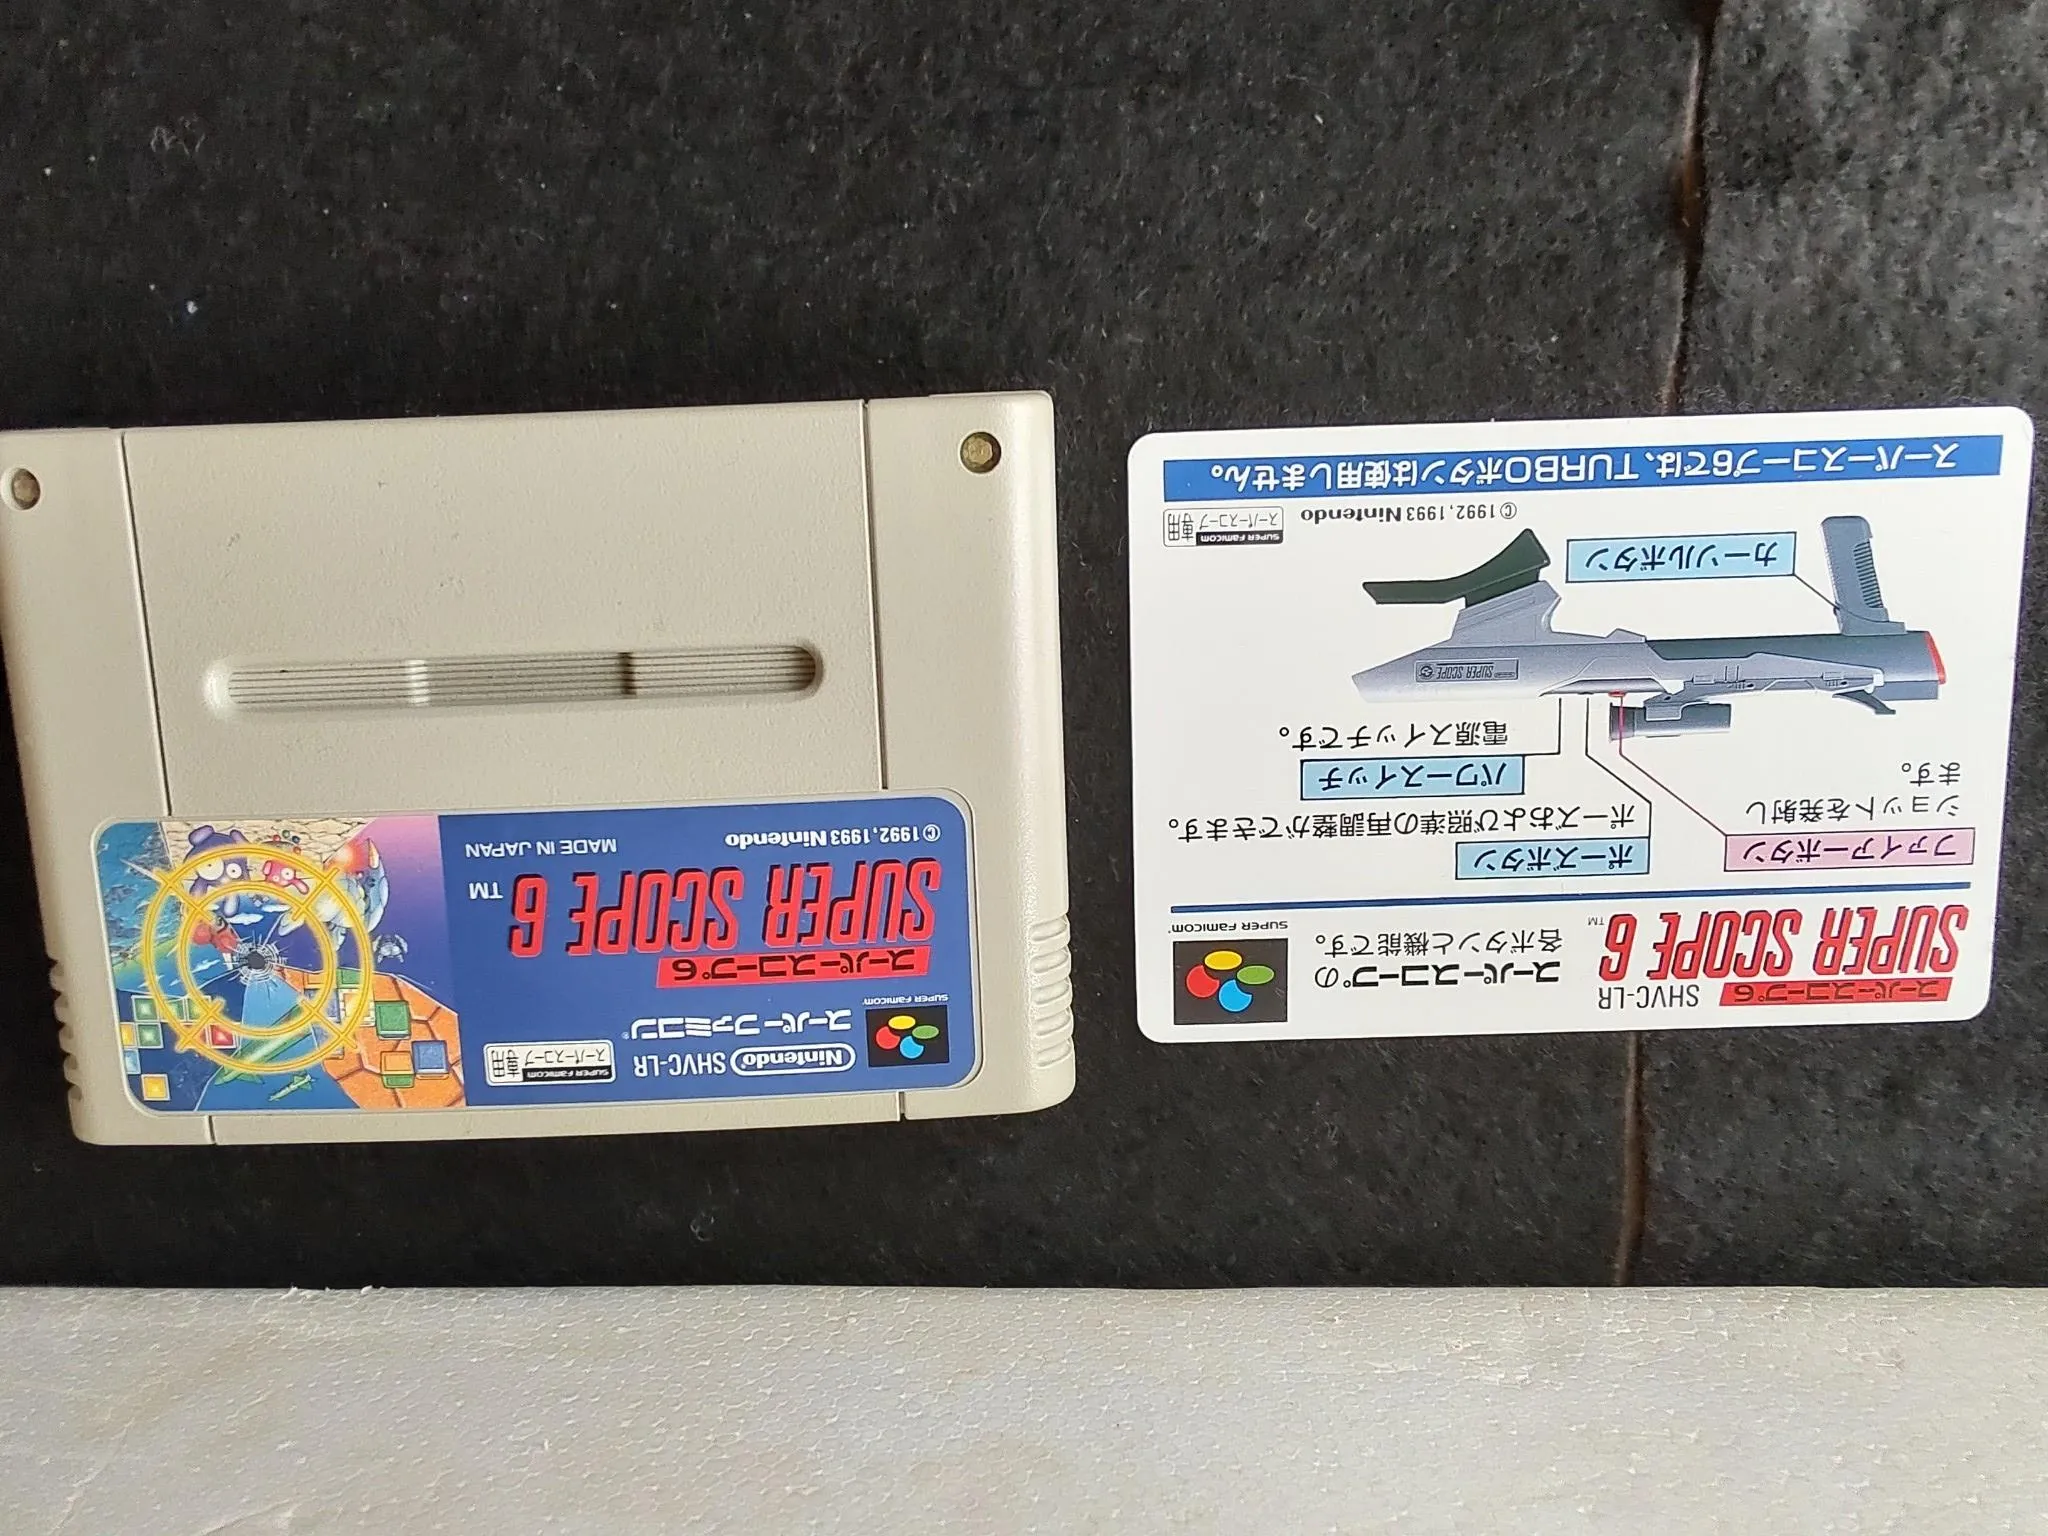 Nintendo SHVC-LR
スーパーファミコン®
SUPER FAMICOM
スーパースコープ
専用
SUPER FAMICOM
スーパースコープ6
SUPER SCOPE 6 TM
© 1992,1993 Nintendo
MADE IN JAPAN
スーパースコープ6
SHVC-LR
SUPER SCOPE 6 TM
スーパースコープの
各ボタンと機能です。
SUPER FAMICOM
ファイアーボタン
ショットを発射し
ます。
ポーズボタン
ポーズおよび照準の再調整ができます。
パワースイッチ
電源スイッチです。
SUPER SCOPE
カーソルボタン
© 1992,1993 Nintendo
SUPER FAMICOM
スーパースコープ
専用
スーパースコープ6では、TURBOボタンは使用しません。